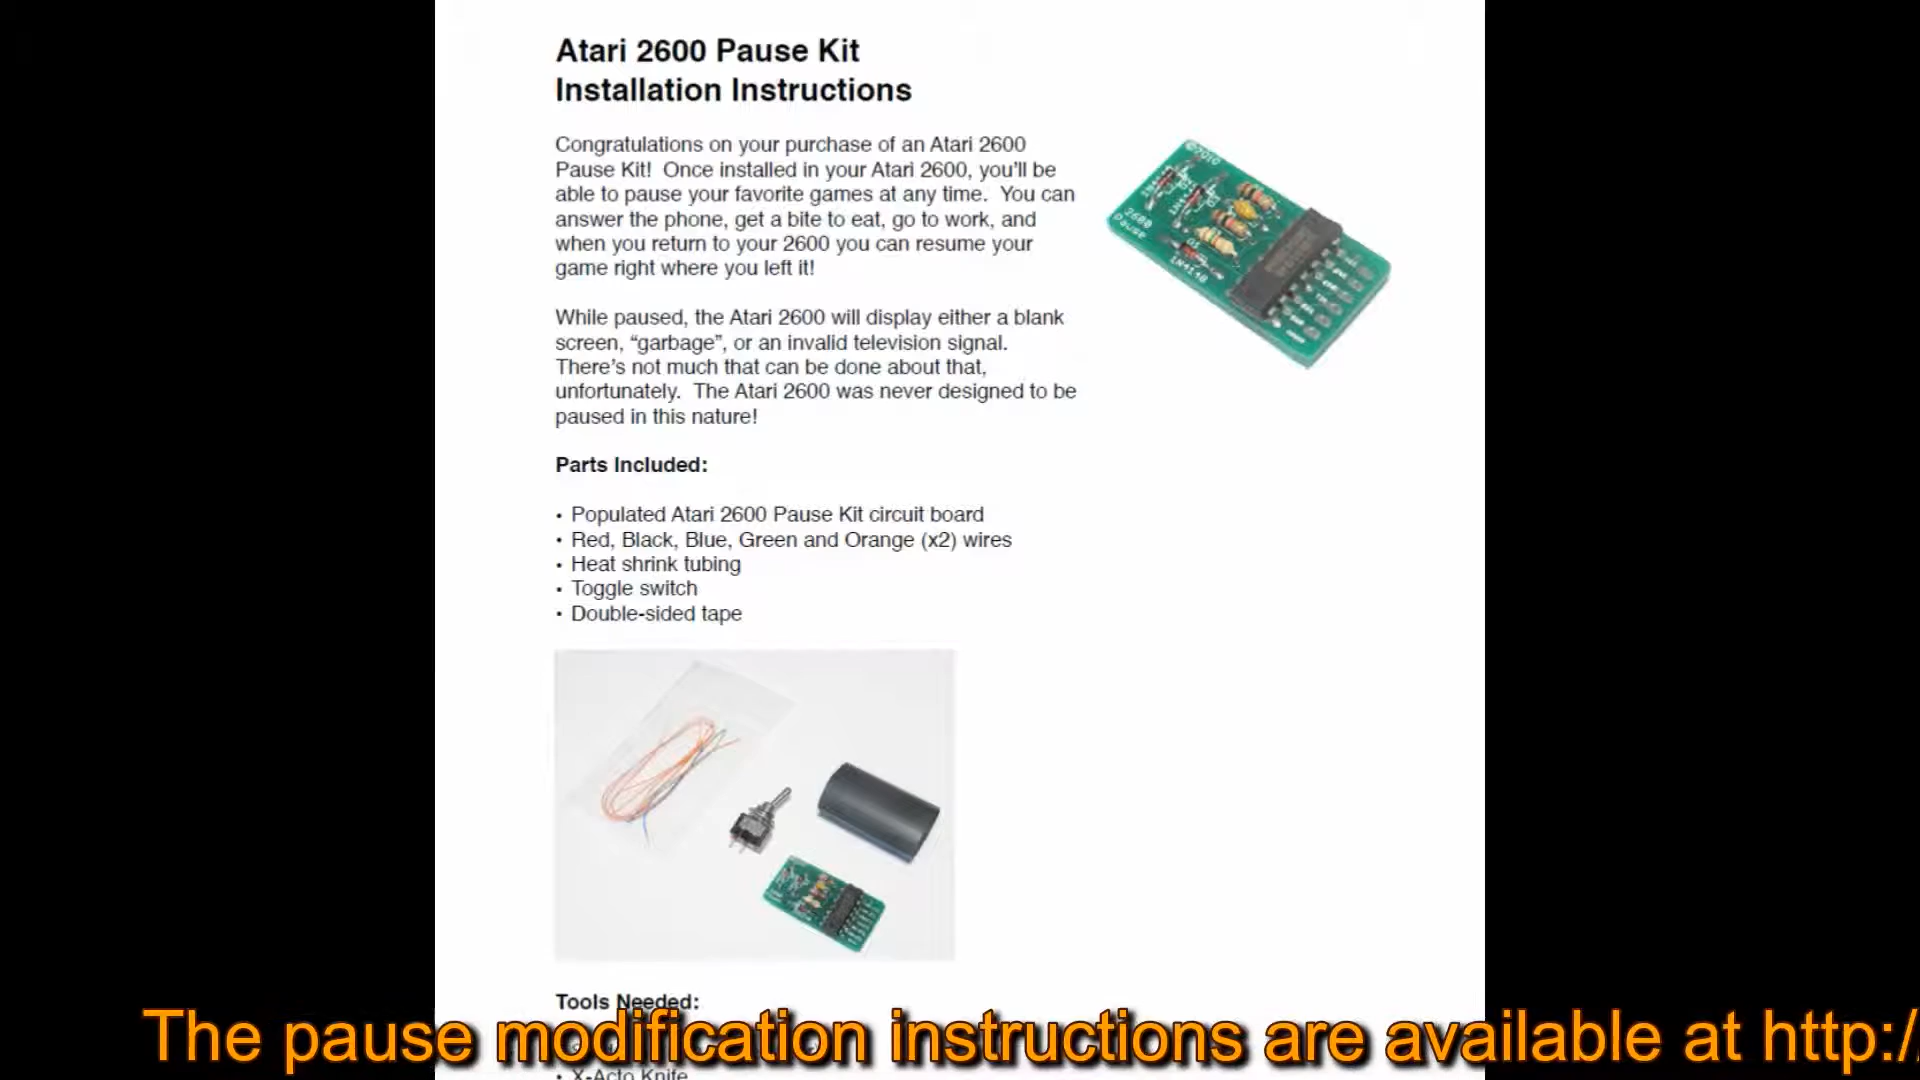 Atari 2600 Pause Kit
Installation Instructions
Congratulations on your purchase of an Atari 2600
Pause Kit!  Once installed in your Atari 2600, you'll be
able to pause your favorite games at any time.  You can
answer the phone, get a bite to eat, go to work, and
when you return to your 2600 you can resume your
game right where you left it!
While paused, the Atari 2600 will display either a blank
screen, “garbage”, or an invalid television signal.
There's not much that can be done about that,
unfortunately.  The Atari 2600 was never designed to be
paused in this nature!
©2010
2600
Pause
D1
1N4148
Parts Included:
• Populated Atari 2600 Pause Kit circuit board
• Red, Black, Blue, Green and Orange (x2) wires
• Heat shrink tubing
• Toggle switch
• Double-sided tape
Tools Needed:
• X-Acto Knife
The pause modification instructions are available at http:/